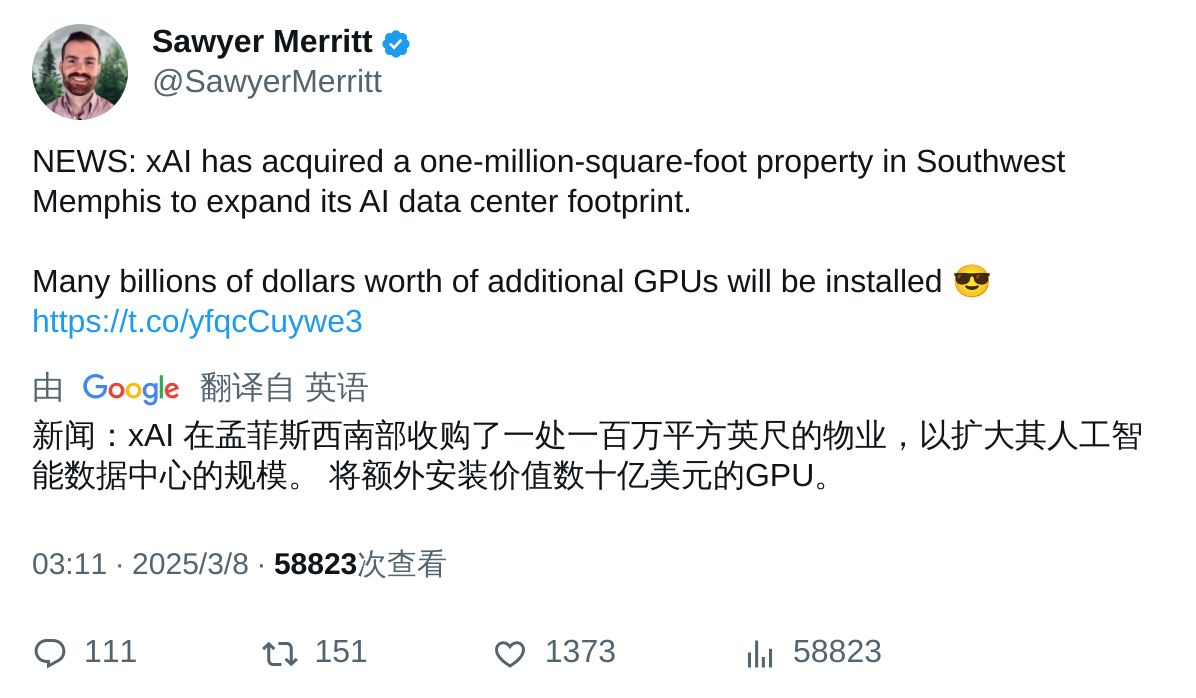 Sawyer Merritt
@SawyerMerritt
NEWS: xAI has acquired a one-million-square-foot property in Southwest
Memphis to expand its AI data center footprint.
Many billions of dollars worth of additional GPUs will be installed 😎
https://t.co/yfqcCuywe3
由 Google 翻译自 英语
新闻：xAI 在孟菲斯西南部收购了一处一百万平方英尺的物业，以扩大其人工智
能数据中心的规模。 将额外安装价值数十亿美元的GPU。
03:11 · 2025/3/8 · 58823次查看
111 151 1373 58823